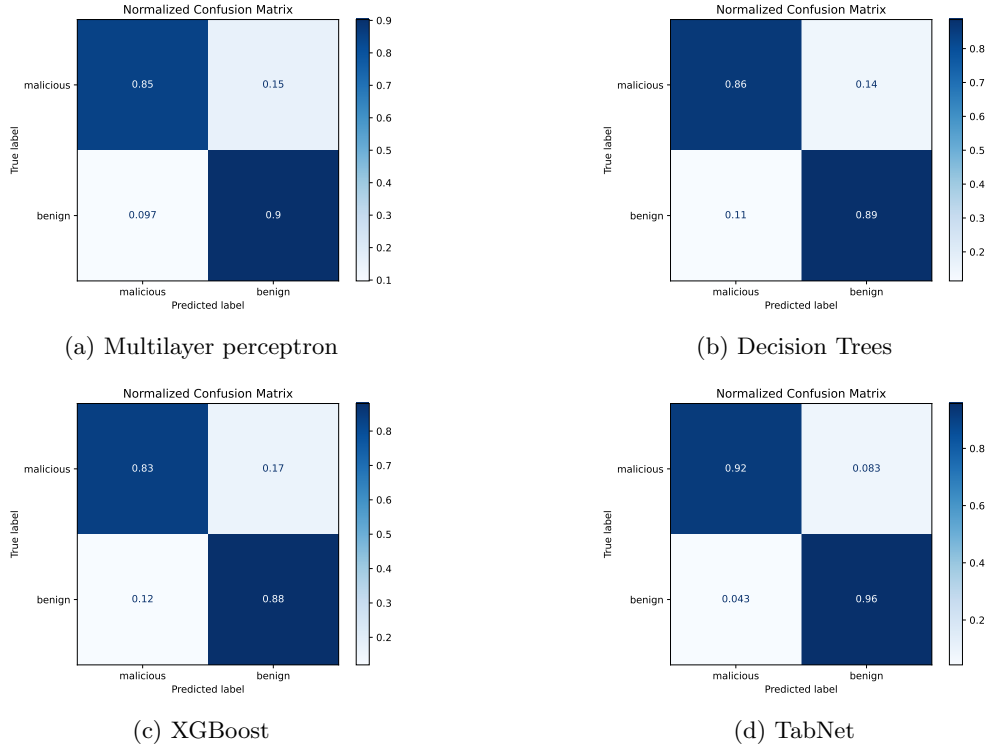 Normalized Confusion Matrix
True label
malicious
benign
0.85
0.15
0.097
0.9
malicious
benign
Predicted label
0.9
0.8
0.7
0.6
0.5
0.4
0.3
0.2
0.1
(a) Multilayer perceptron
Normalized Confusion Matrix
True label
malicious
benign
0.86
0.14
0.11
0.89
malicious
benign
Predicted label
0.8
0.7
0.6
0.5
0.4
0.3
0.2
(b) Decision Trees
Normalized Confusion Matrix
True label
malicious
benign
0.83
0.17
0.12
0.88
malicious
benign
Predicted label
0.8
0.7
0.6
0.5
0.4
0.3
0.2
(c) XGBoost
Normalized Confusion Matrix
True label
malicious
benign
0.92
0.083
0.043
0.96
malicious
benign
Predicted label
0.8
0.6
0.4
0.2
(d) TabNet